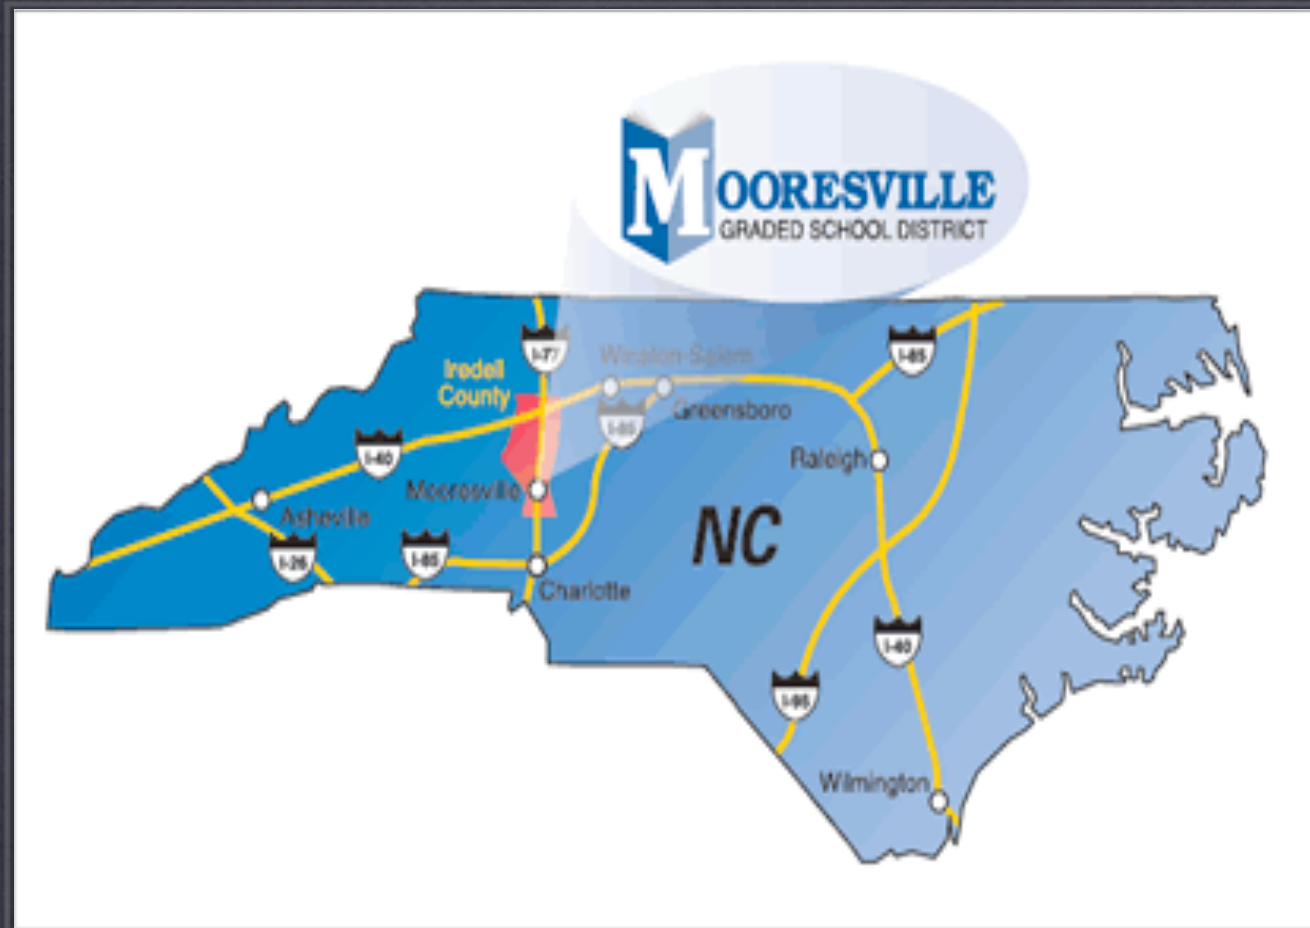 MOORESVILLE
GRADED SCHOOL DISTRICT
I-77
I-85
Winston-Salem
Iredell
County
Greensboro
I-85
I-40
Raleigh
Mooresville
Asheville
NC
I-26
I-85
Charlotte
I-40
I-95
Wilmington